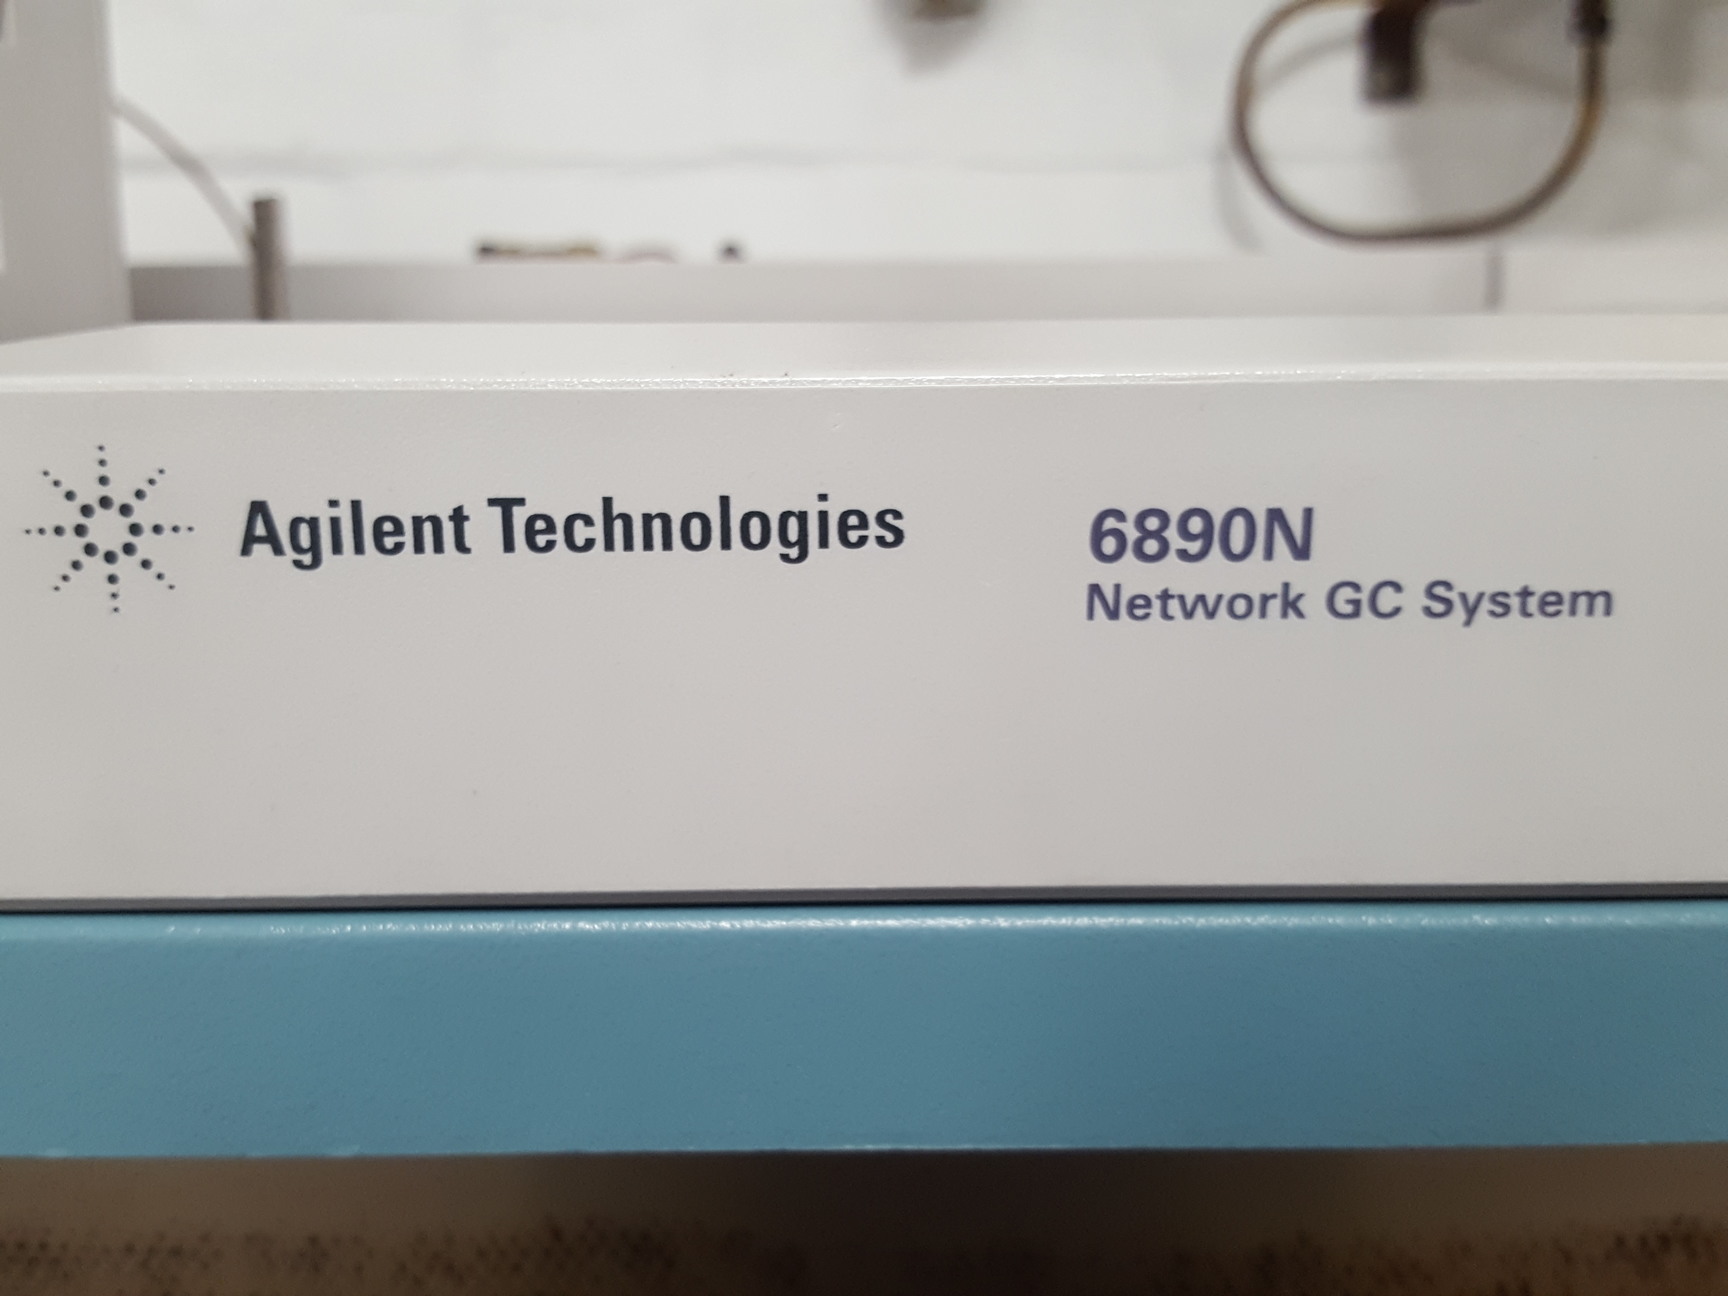 Agilent Technologies
6890N
Network GC System